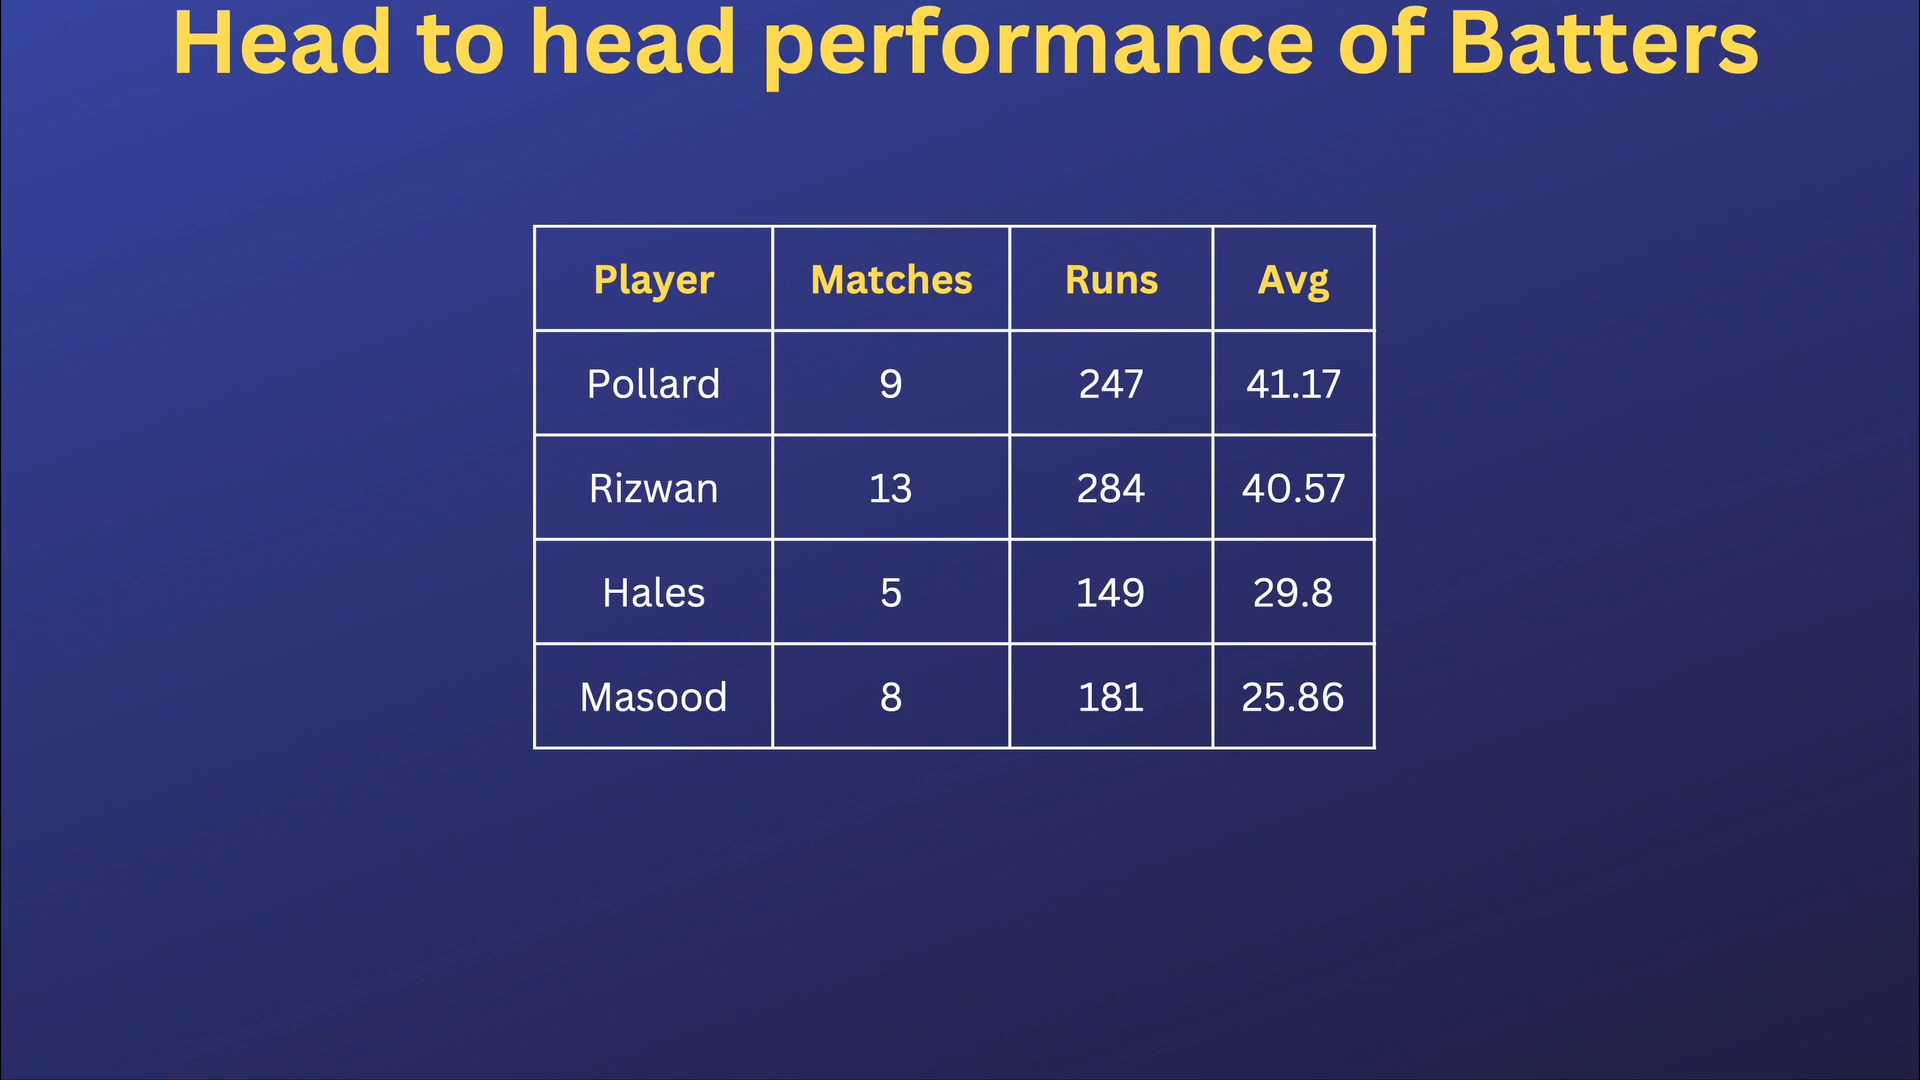 Head to head performance of Batters
Player Matches Runs Avg
Pollard 9 247 41.17
Rizwan 13 284 40.57
Hales 5 149 29.8
Masood 8 181 25.86